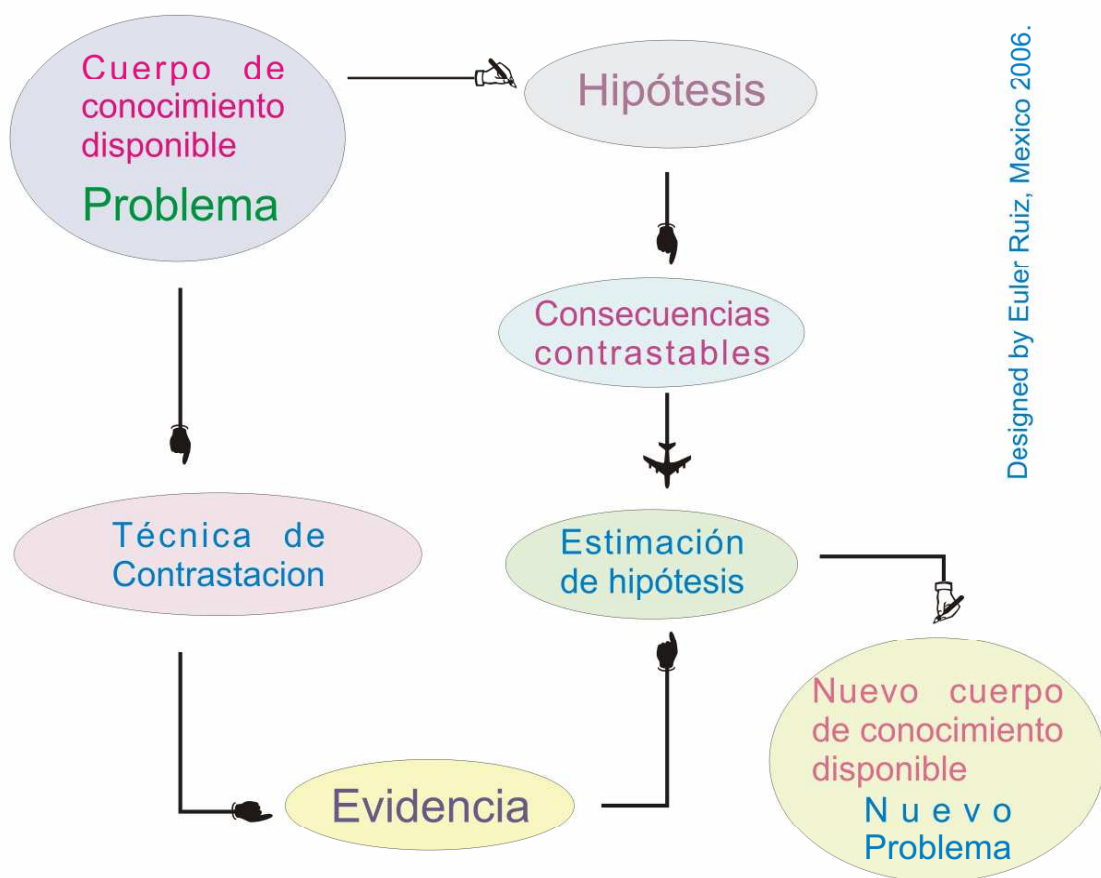 Cuerpo de
conocimiento
disponible
Problema
Hipótesis
Consecuencias
contrastables
Técnica de
Contrastacion
Estimación
de hipótesis
Evidencia
Nuevo cuerpo
de conocimiento
disponible
Nuevo
Problema
Designed by Euler Ruiz, Mexico 2006.